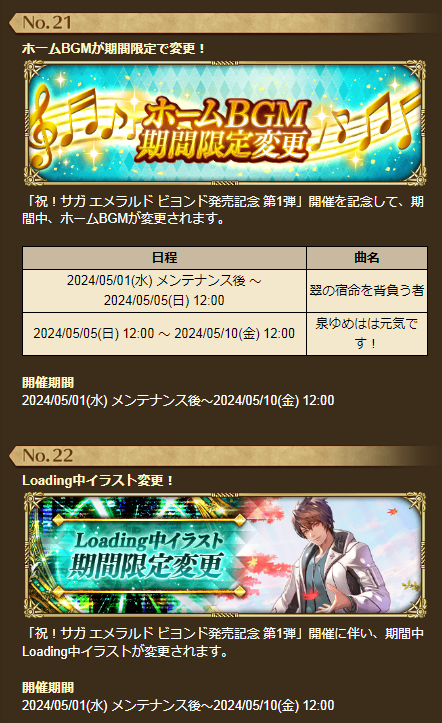 No.21
ホームBGMが期間限定で変更！
ホームBGM
期間限定変更
「祝！サガ エメラルド ビヨンド発売記念 第1弾」開催を記念して、期
間中、ホームBGMが変更されます。
日程 曲名
2024/05/01(水) メンテナンス後 ～
2024/05/05(日) 12:00
翠の宿命を背負う者
2024/05/05(日) 12:00 ～ 2024/05/10(金) 12:00
泉ゆめはは元気で
す！
開催期間
2024/05/01(水) メンテナンス後～2024/05/10(金) 12:00
No.22
Loading中イラスト変更！
Loading中イラスト
期間限定変更
「祝！サガ エメラルド ビヨンド発売記念 第1弾」開催に伴い、期間中
Loading中イラストが変更されます。
開催期間
2024/05/01(水) メンテナンス後～2024/05/10(金) 12:00